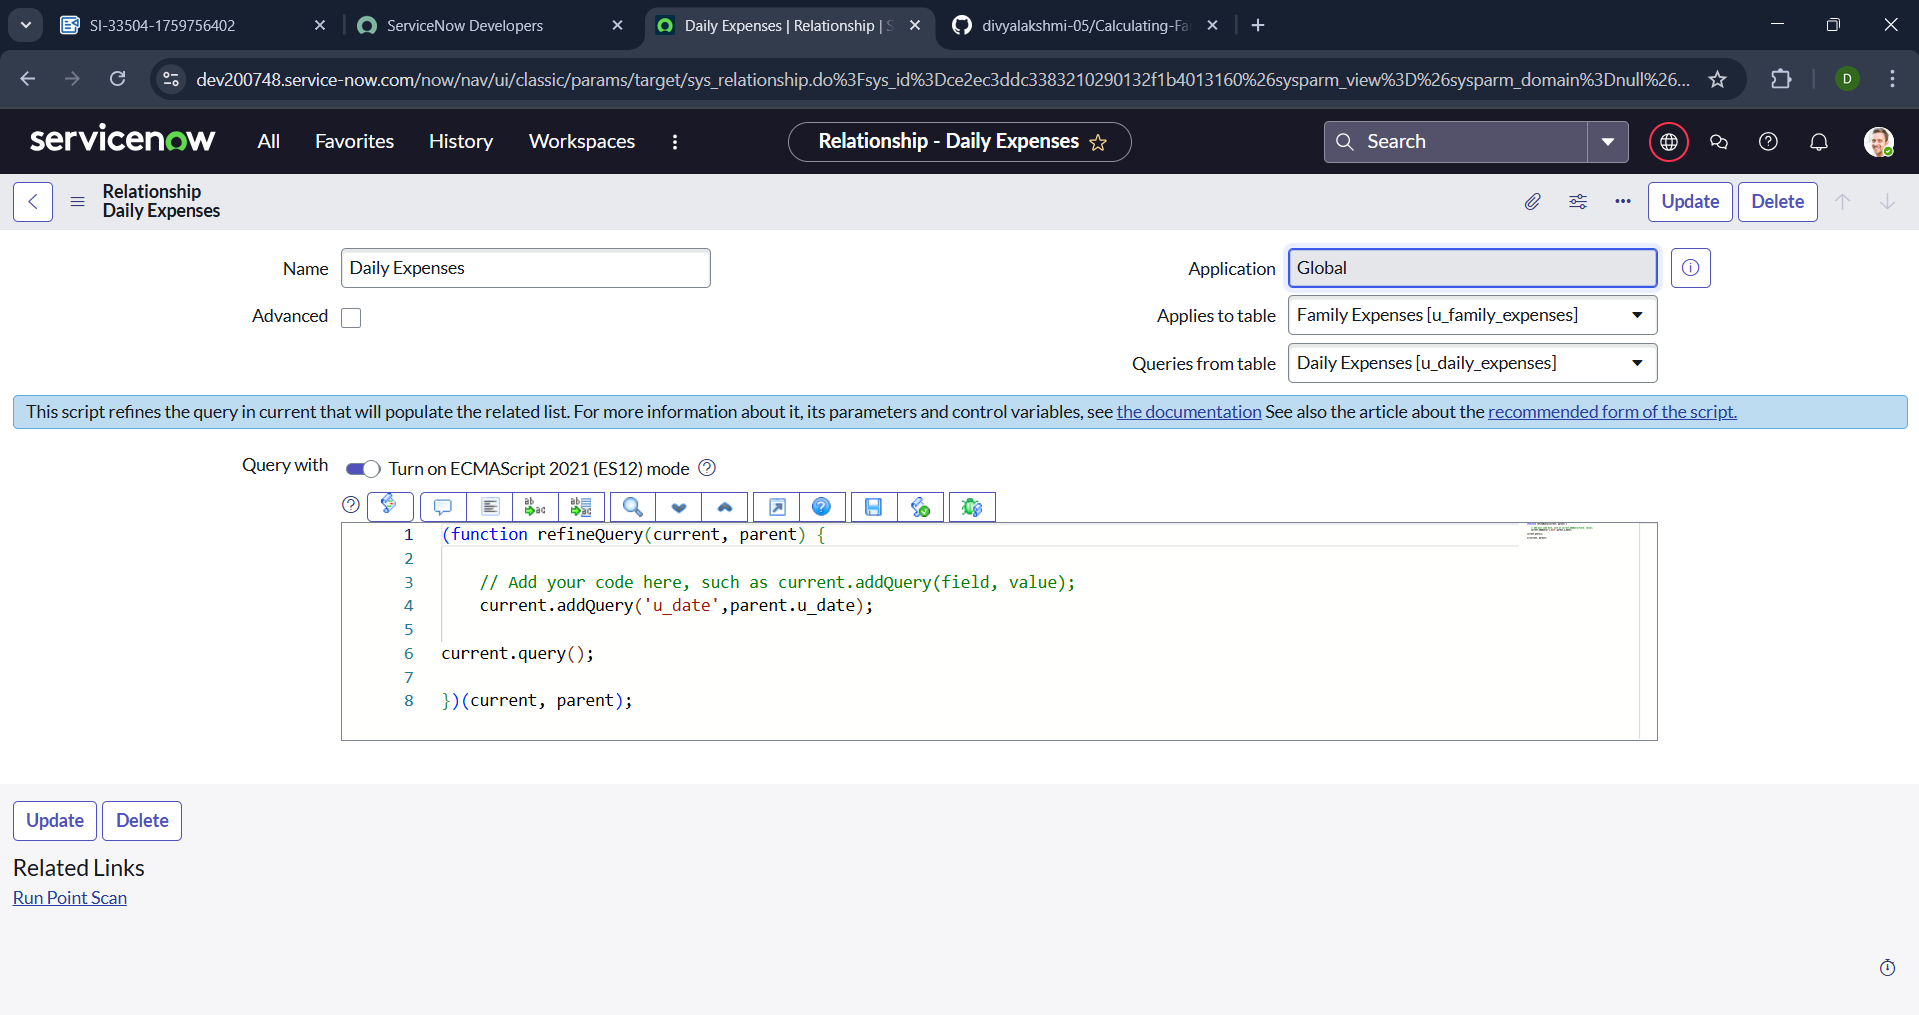 SI-33504-1759756402
ServiceNow Developers
Daily Expenses | Relationship | S
divyalakshmi-05/Calculating-Fa
dev200748.service-now.com/now/nav/ui/classic/params/target/sys_relationship.do%3Fsys_id%3Dce2ec3ddc3383210290132f1b4013160%26sysparm_view%3D%26sysparm_domain%3Dnull%26...
D
servicenow
All
Favorites
History
Workspaces
Relationship - Daily Expenses
Search
Relationship
Daily Expenses
Update
Delete
Name
Daily Expenses
Application
Global
Advanced
Applies to table
Family Expenses [u_family_expenses]
Queries from table
Daily Expenses [u_daily_expenses]
This script refines the query in current that will populate the related list. For more information about it, its parameters and control variables, see the documentation See also the article about the recommended form of the script.
Query with
Turn on ECMAScript 2021 (ES12) mode
1 (function refineQuery(current, parent) {
2
3 // Add your code here, such as current.addQuery(field, value);
4 current.addQuery('u_date',parent.u_date);
5
6 current.query();
7
8 })(current, parent);
Update
Delete
Related Links
Run Point Scan